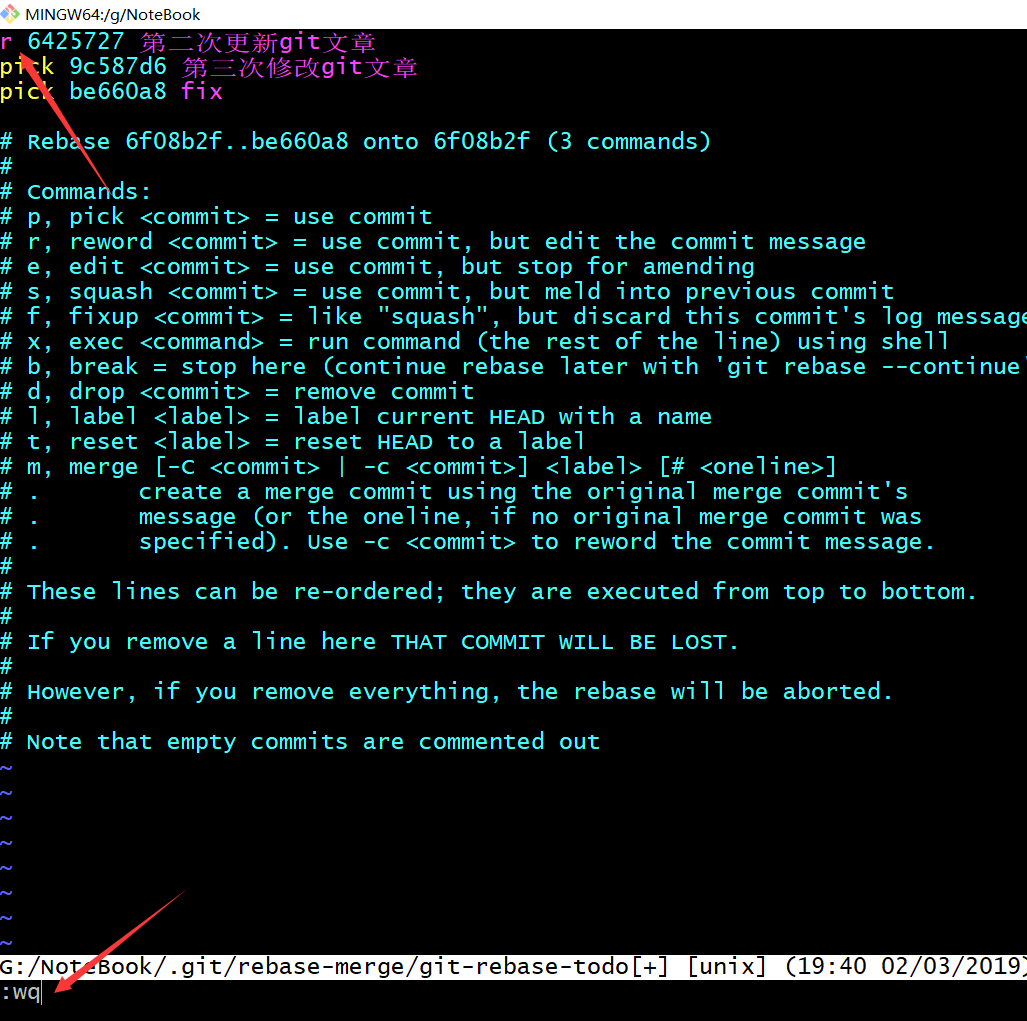 MINGW64:/g/NoteBook
r 6425727 第二次更新git文章
pick 9c587d6 第三次修改git文章
pick be660a8 fix
# Rebase 6f08b2f..be660a8 onto 6f08b2f (3 commands)
#
# Commands:
# p, pick <commit> = use commit
# r, reword <commit> = use commit, but edit the commit message
# e, edit <commit> = use commit, but stop for amending
# s, squash <commit> = use commit, but meld into previous commit
# f, fixup <commit> = like "squash", but discard this commit's log message
# x, exec <command> = run command (the rest of the line) using shell
# b, break = stop here (continue rebase later with 'git rebase --continue'
# d, drop <commit> = remove commit
# l, label <label> = label current HEAD with a name
# t, reset <label> = reset HEAD to a label
# m, merge [-C <commit> | -c <commit>] <label> [# <oneline>]
# .       create a merge commit using the original merge commit's
# .       message (or the oneline, if no original merge commit was
# .       specified). Use -c <commit> to reword the commit message.
#
# These lines can be re-ordered; they are executed from top to bottom.
#
# If you remove a line here THAT COMMIT WILL BE LOST.
#
# However, if you remove everything, the rebase will be aborted.
#
# Note that empty commits are commented out
~
~
~
~
~
~
~
~
G:/NoteBook/.git/rebase-merge/git-rebase-todo[+] [unix] (19:40 02/03/2019)
:wq